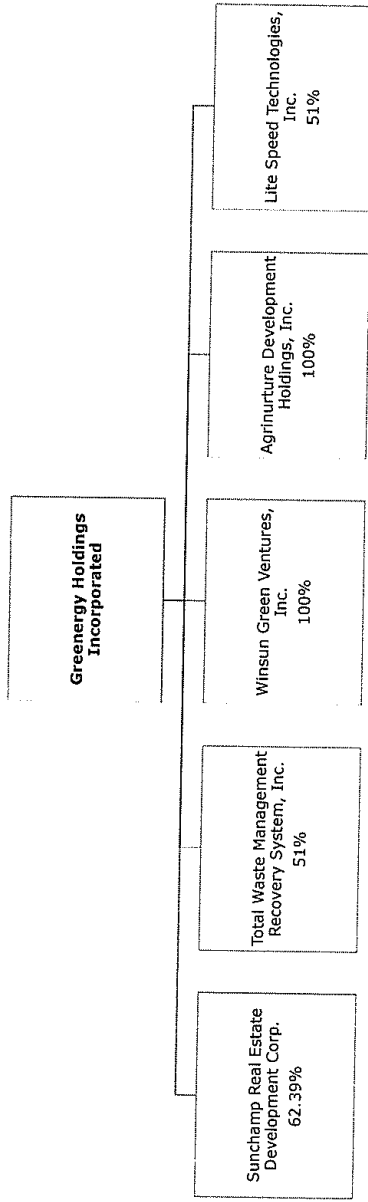 Greenergy Holdings
Incorporated
Sunchamp Real Estate
Development Corp.
62.39%
Total Waste Management
Recovery System, Inc.
51%
Winsun Green Ventures,
Inc.
100%
Agrinurture Development
Holdings, Inc.
100%
Lite Speed Technologies,
Inc.
51%